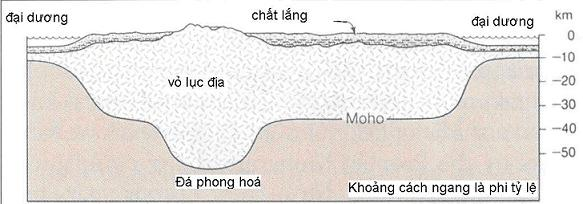 đại dương
chất lắng
đại dương
km
0
-10
vỏ lục địa
-20
-30
Moho
-40
-50
Đá phong hoá
Khoảng cách ngang là phi tỷ lệ